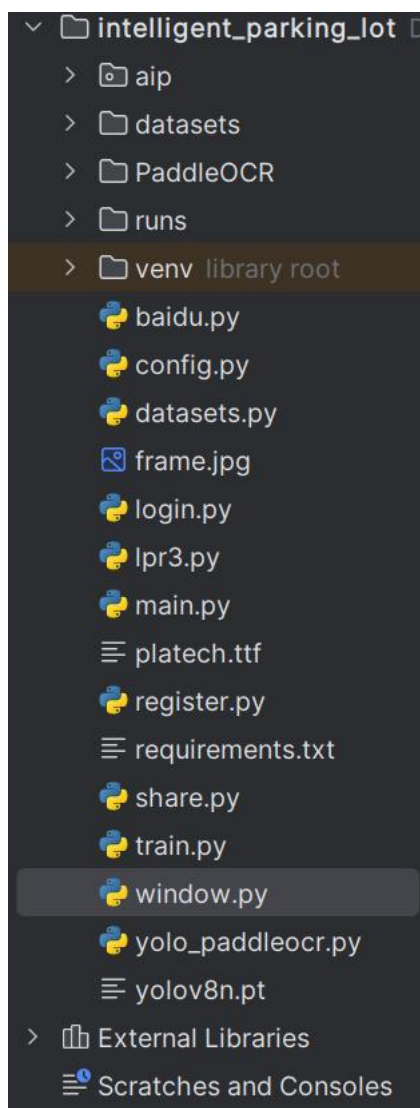 intelligent_parking_lot
aip
datasets
PaddleOCR
runs
venv library root
baidu.py
config.py
datasets.py
frame.jpg
login.py
lpr3.py
main.py
platech.ttf
register.py
requirements.txt
share.py
train.py
window.py
yolo_paddleocr.py
yolov8n.pt
External Libraries
Scratches and Consoles